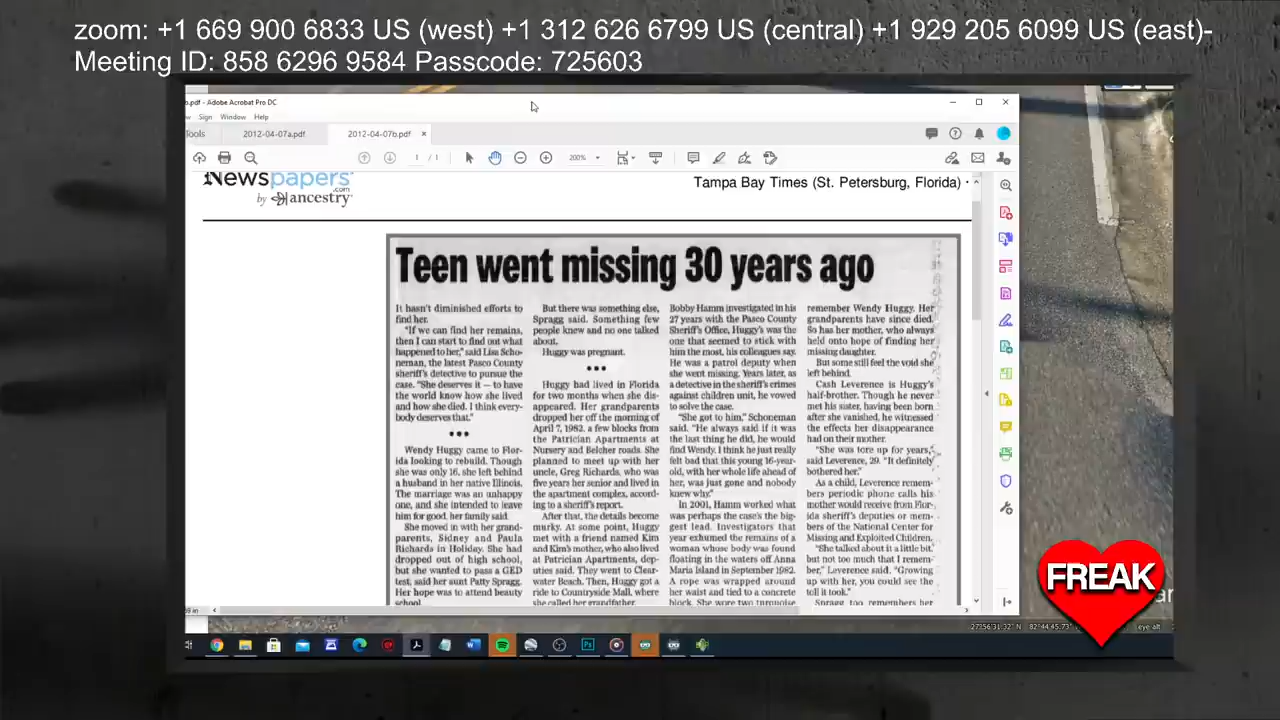 zoom: +1 669 900 6833 US (west) +1 312 626 6799 US (central) +1 929 205 6099 US (east)-
Meeting ID: 858 6296 9584 Passcode: 725603
b.pdf - Adobe Acrobat Pro DC
Sign Window Help
Tools
2012-04-07a.pdf
2012-04-07b.pdf
1 / 1
200%
Newspapers
.com
by ancestry
Tampa Bay Times (St. Petersburg, Florida) ·
Teen went missing 30 years ago
It hasn't diminished efforts to
find her.
"If we can find her remains,
then I can start to find out what
happened to her," said Lisa Scho-
neman, the latest Pasco County
sheriff's detective to pursue the
case. "She deserves it — to have
the world know how she lived
and how she died. I think every-
body deserves that."
•••
Wendy Huggy came to Flor-
ida looking to rebuild. Though
she was only 16, she left behind
a husband in her native Illinois.
The marriage was an unhappy
one, and she intended to leave
him for good, her family said.
She moved in with her grand-
parents, Sidney and Paula
Richards in Holiday. She had
dropped out of high school,
but she wanted to pass a GED
test, said her aunt Patty Spragg.
Her hope was to attend beauty
school.
But there was something else,
Spragg said. Something few
people knew and no one talked
about.
Huggy was pregnant.
•••
Huggy had lived in Florida
for two months when she dis-
appeared. Her grandparents
dropped her off the morning of
April 7, 1982, a few blocks from
the Patrician Apartments at
Nursery and Belcher roads. She
planned to meet up with her
uncle, Greg Richards, who was
five years her senior and lived in
the apartment complex, accord-
ing to a sheriff's report.
After that, the details become
murky. At some point, Huggy
met with a friend named Kim
and Kim's mother, who also lived
at Patrician Apartments, dep-
uties said. They went to Clear-
water Beach. Then, Huggy got a
ride to Countryside Mall, where
she called her grandfather.
Bobby Hamm investigated in his
27 years with the Pasco County
Sheriff's Office, Huggy's was the
one that seemed to stick with
him the most, his colleagues say.
He was a patrol deputy when
she went missing. Years later, as
a detective in the sheriff's crimes
against children unit, he vowed
to solve the case.
"She got to him," Schoneman
said. "He always said if it was
the last thing he did, he would
find Wendy. I think he just really
felt bad that this young 16-year-
old, with her whole life ahead of
her, was just gone and nobody
knew why."
In 2001, Hamm worked what
was perhaps the case's the big-
gest lead. Investigators that
year exhumed the remains of a
woman whose body was found
floating in the waters off Anna
Maria Island in September 1982.
A rope was wrapped around
her waist and tied to a concrete
block. She wore two turquoise
remember Wendy Huggy. Her
grandparents have since died.
So has her mother, who always
held onto hope of finding her
missing daughter.
But some still feel the void she
left behind.
Cash Leverence is Huggy's
half-brother. Though he never
met his sister, having been born
after she vanished, he witnessed
the effects her disappearance
had on their mother.
"She was tore up for years,"
said Leverence, 29. "It definitely
bothered her."
As a child, Leverence remem-
bers periodic phone calls his
mother would receive from Flor-
ida sheriff's deputies or mem-
bers of the National Center for
Missing and Exploited Children.
"She talked about it a little bit,
but not too much that I remem-
ber," Leverence said. "Growing
up with her, you could see the
toll it took."
Spragg too remembers her
FREAK
27°56'31.32" N 82°44'45.73"
eye alt